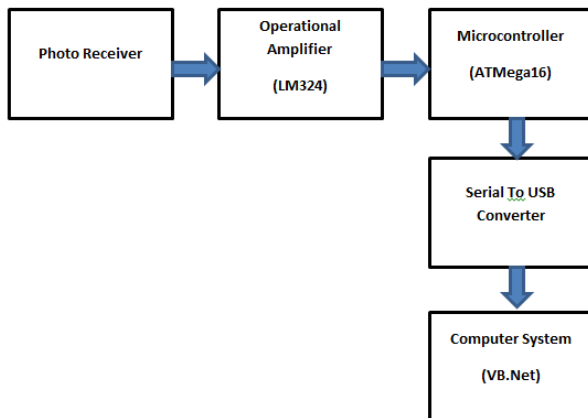 Photo Receiver
Operational
Amplifier
(LM324)
Microcontroller
(ATMega16)
Serial To USB
Converter
Computer System
(VB.Net)